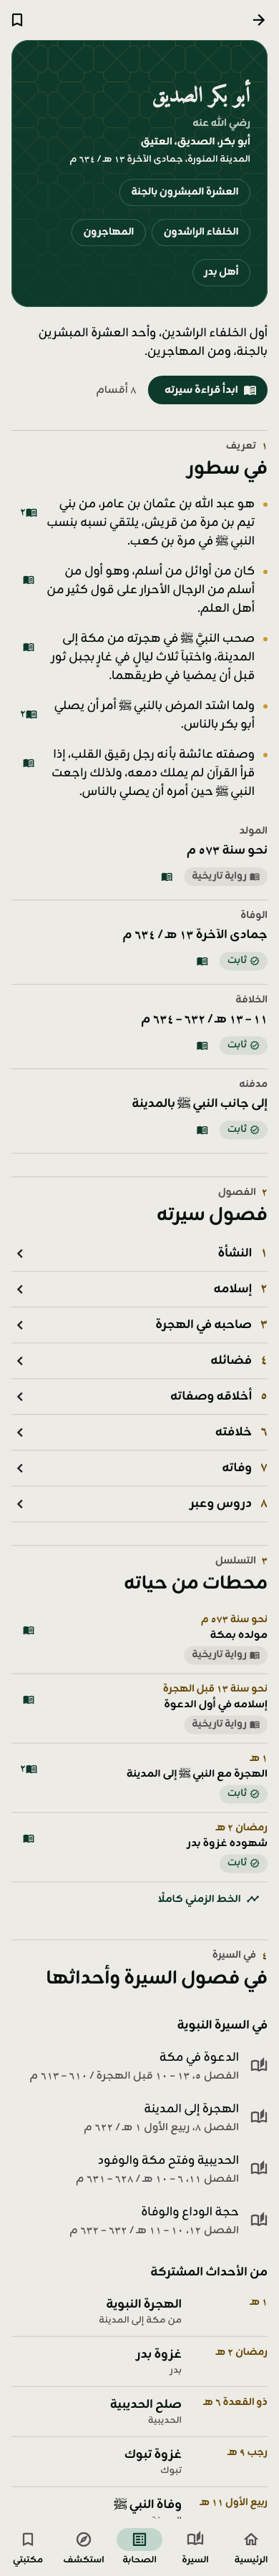 أبو بكر الصديق
رضي الله عنه
أبو بكر، الصديق، العتيق
المدينة المنورة، جمادى الآخرة ١٣ هـ / ٦٣٤ م
العشرة المبشرون بالجنة
الخلفاء الراشدون
المهاجرون
أهل بدر
أول الخلفاء الراشدين، وأحد العشرة المبشرين
بالجنة، ومن المهاجرين.
ابدأ قراءة سيرته
٨ أقسام
١ تعريف
في سطور
هو عبد الله بن عثمان بن عامر، من بني
تيم بن مرة من قريش، يلتقي نسبه بنسب
النبي ﷺ في مرة بن كعب.
٢
كان من أوائل من أسلم، وهو أول من
أسلم من الرجال الأحرار على قول كثير من
أهل العلم.
صحب النبيَّ ﷺ في هجرته من مكة إلى
المدينة، واختبآ ثلاث ليالٍ في غارٍ بجبل ثور
قبل أن يمضيا في طريقهما.
ولما اشتد المرض بالنبي ﷺ أمر أن يصلي
أبو بكر بالناس.
٢
وصفته عائشة بأنه رجل رقيق القلب، إذا
قرأ القرآن لم يملك دمعه، ولذلك راجعت
النبي ﷺ حين أمره أن يصلي بالناس.
المولد
نحو سنة ٥٧٣ م
رواية تاريخية
الوفاة
جمادى الآخرة ١٣ هـ / ٦٣٤ م
ثابت
الخلافة
١١ – ١٣ هـ / ٦٣٢ – ٦٣٤ م
ثابت
مدفنه
إلى جانب النبي ﷺ بالمدينة
ثابت
٢ الفصول
فصول سيرته
١ النشأة
٢ إسلامه
٣ صاحبه في الهجرة
٤ فضائله
٥ أخلاقه وصفاته
٦ خلافته
٧ وفاته
٨ دروس وعبر
٣ التسلسل
محطات من حياته
نحو سنة ٥٧٣ م
مولده بمكة
رواية تاريخية
نحو سنة ١٣ قبل الهجرة
إسلامه في أول الدعوة
رواية تاريخية
١ هـ
الهجرة مع النبي ﷺ إلى المدينة
٢
ثابت
رمضان ٢ هـ
شهوده غزوة بدر
ثابت
الخط الزمني كاملًا
٤ في السيرة
في فصول السيرة وأحداثها
في السيرة النبوية
الدعوة في مكة
الفصل ٥، ١٣ – ١٠ قبل الهجرة / ٦١٠ – ٦١٣ م
الهجرة إلى المدينة
الفصل ٨، ربيع الأول ١ هـ / ٦٢٢ م
الحديبية وفتح مكة والوفود
الفصل ١١، ٦ – ١٠ هـ / ٦٢٨ – ٦٣١ م
حجة الوداع والوفاة
الفصل ١٢، ١٠ – ١١ هـ / ٦٣٢ – ٦٣٢ م
من الأحداث المشتركة
١ هـ
الهجرة النبوية
من مكة إلى المدينة
رمضان ٢ هـ
غزوة بدر
بدر
ذو القعدة ٦ هـ
صلح الحديبية
الحديبية
رجب ٩ هـ
غزوة تبوك
تبوك
ربيع الأول ١١ هـ
وفاة النبي ﷺ
الرئيسية
السيرة
الصحابة
استكشف
مكتبتي